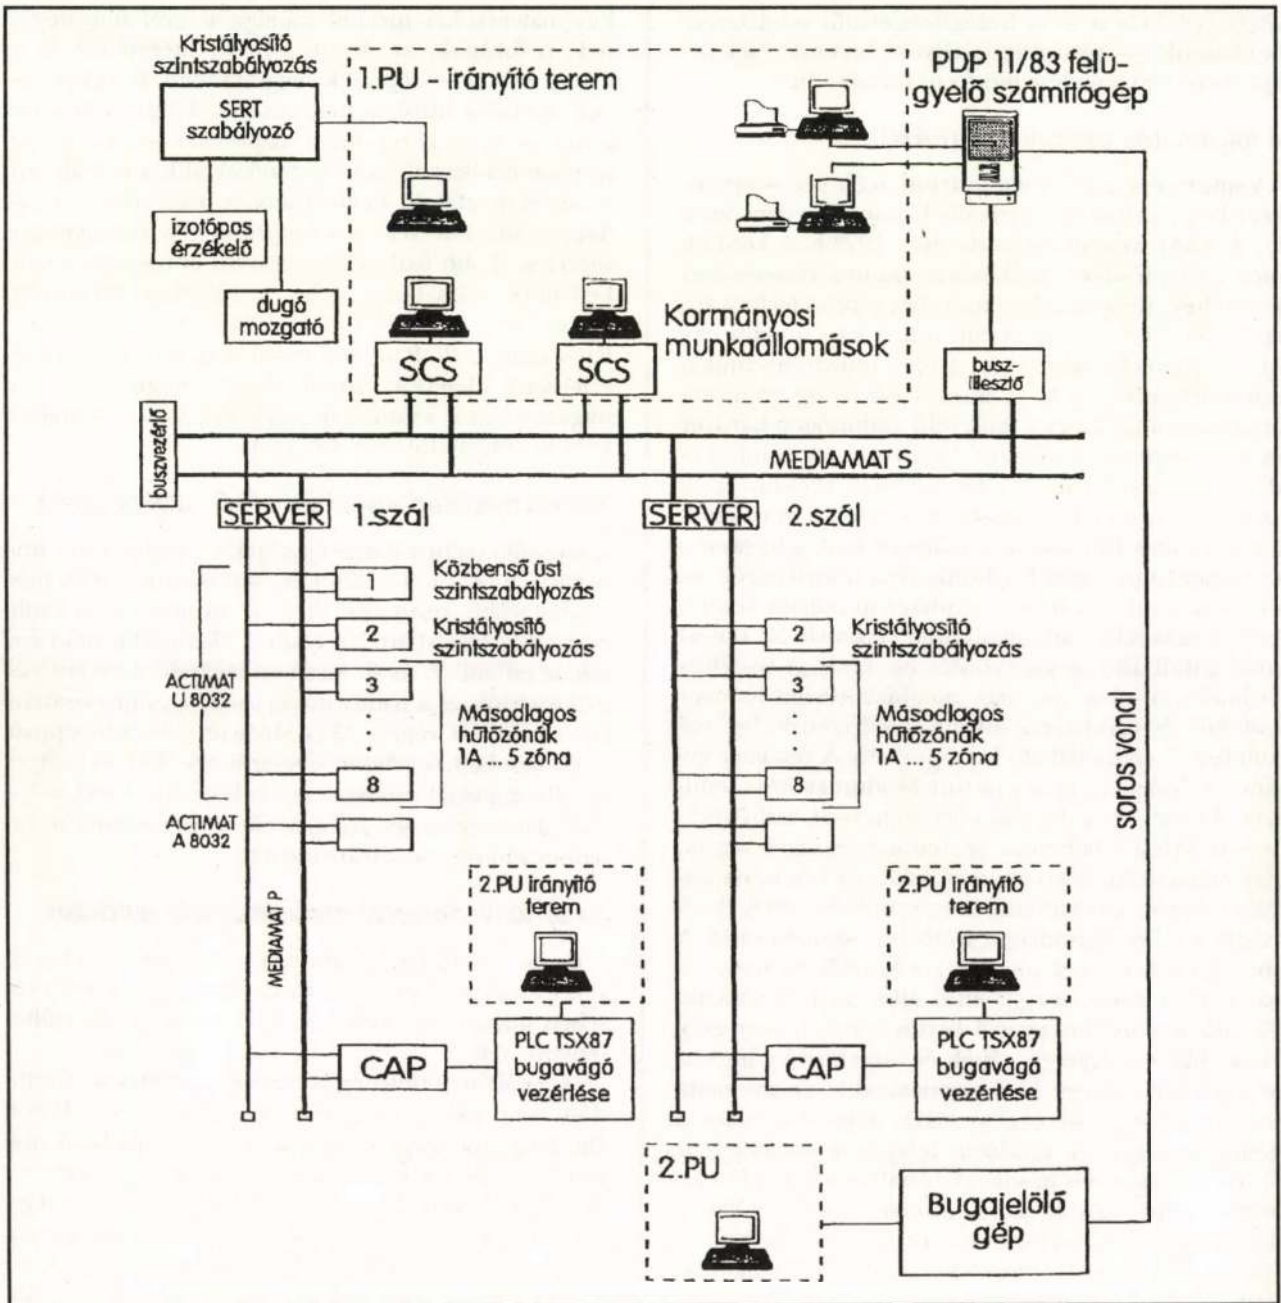 Kristályosító
szintszabályozás
SERT
szabályozó
izotópos
érzékelő
dugó
mozgató
1.PU - irányító terem
PDP 11/83 felü-
gyelő számítógép
SCS
SCS
Kormányosi
munkaállomások
busz-
illesztő
buszvezérlő
MEDIAMAT S
SERVER
1.szál
SERVER
2.szál
1
Közbenső üst
szintszabályozás
2
Kristályosító
szintszabályozás
3
ACTIMAT
U 8032
Másodlagos
hűtőzónák
1A ... 5 zóna
8
ACTIMAT
A 8032
MEDIAMAT P
2
Kristályosító
szintszabályozás
3
Másodlagos
hűtőzónák
1A ... 5 zóna
8
soros vonal
2.PU irányító
terem
CAP
PLC TSX87
bugavágó
vezérlése
2.PU irányító
terem
CAP
PLC TSX87
bugavágó
vezérlése
2.PU
Bugajelölő
gép